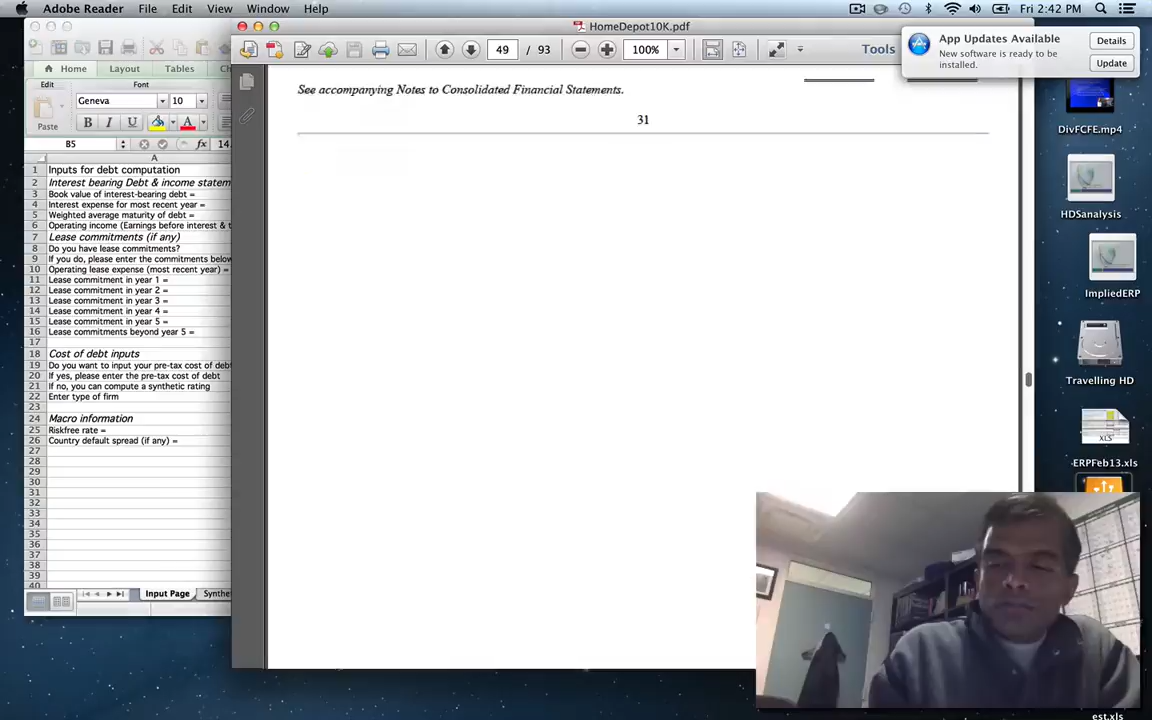 Adobe Reader File Edit View Window Help
Fri 2:42 PM
HomeDepot10K.pdf
49 / 93
100%
Tools
App Updates Available
New software is ready to be installed.
Details
Update
Home Layout Tables
Edit Font
Geneva 10
Paste
B I U A
B5 fx 14.
A
1 Inputs for debt computation
2 Interest bearing Debt & income statem
3 Book value of interest-bearing debt =
4 Interest expense for most recent year =
5 Weighted average maturity of debt =
6 Operating income (Earnings before interest & t
7 Lease commitments (if any)
8 Do you have lease commitments?
9 If you do, please enter the commitments below
10 Operating lease expense (most recent year) =
11 Lease commitment in year 1 =
12 Lease commitment in year 2 =
13 Lease commitment in year 3 =
14 Lease commitment in year 4 =
15 Lease commitment in year 5 =
16 Lease commitments beyond year 5 =
17
18 Cost of debt inputs
19 Do you want to input your pre-tax cost of debt
20 If yes, please enter the pre-tax cost of debt
21 If no, you can compute a synthetic rating
22 Enter type of firm
23
24 Macro information
25 Riskfree rate =
26 Country default spread (if any) =
27
28
29
30
31
32
33
34
35
36
37
38
39
40
Input Page Synthe
See accompanying Notes to Consolidated Financial Statements.
31
DivFCFE.mp4
HDSanalysis
ImpliedERP
Travelling HD
XLS
ERPFeb13.xls
est.xls